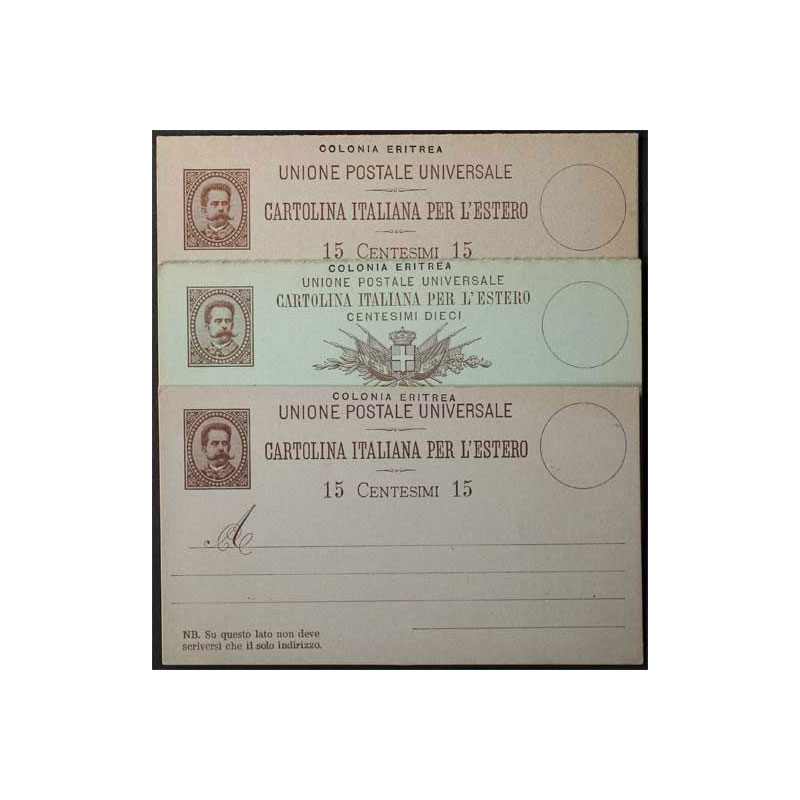 COLONIA ERITREA
UNIONE POSTALE UNIVERSALE
CARTOLINA ITALIANA PER L'ESTERO
15 CENTESIMI 15
COLONIA ERITREA
UNIONE POSTALE UNIVERSALE
CARTOLINA ITALIANA PER L'ESTERO
CENTESIMI DIECI
COLONIA ERITREA
UNIONE POSTALE UNIVERSALE
CARTOLINA ITALIANA PER L'ESTERO
15 CENTESIMI 15
A
NB. Su questo lato non deve
scriversi che il solo indirizzo.